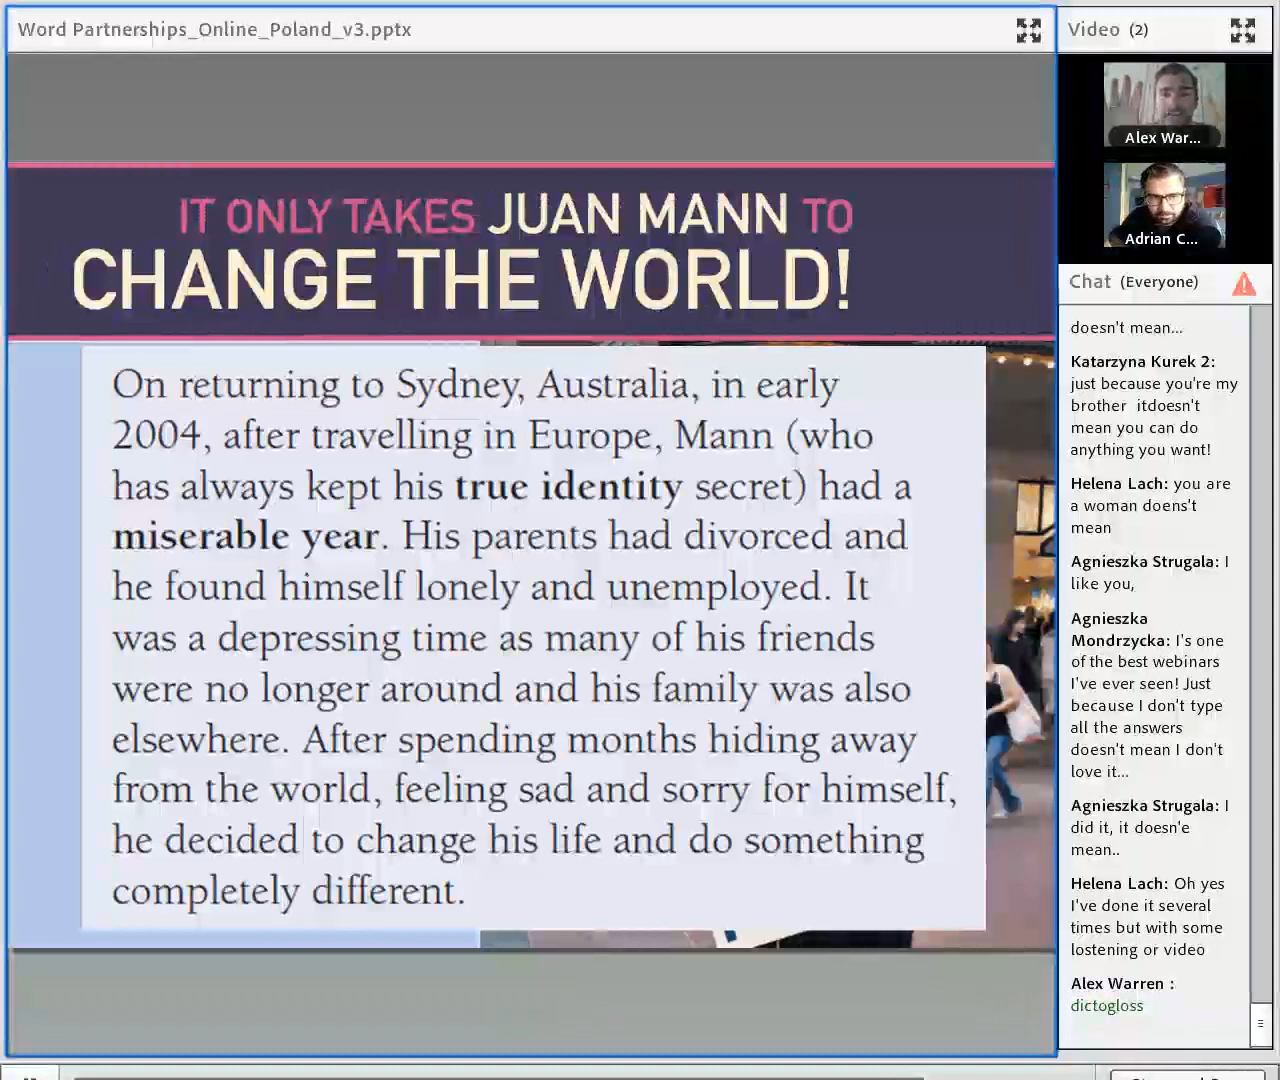 Word Partnerships_Online_Poland_v3.pptx
IT ONLY TAKES JUAN MANN TO
CHANGE THE WORLD!
On returning to Sydney, Australia, in early
2004, after travelling in Europe, Mann (who
has always kept his true identity secret) had a
miserable year. His parents had divorced and
he found himself lonely and unemployed. It
was a depressing time as many of his friends
were no longer around and his family was also
elsewhere. After spending months hiding away
from the world, feeling sad and sorry for himself,
he decided to change his life and do something
completely different.
Video (2)
Alex War...
Adrian C...
Chat (Everyone)
doesn't mean...
Katarzyna Kurek 2:
just because you're my
brother itdoesn't
mean you can do
anything you want!
Helena Lach: you are
a woman doens't
mean
Agnieszka Strugala: I
like you,
Agnieszka
Mondrzycka: I's one
of the best webinars
I've ever seen! Just
because I don't type
all the answers
doesn't mean I don't
love it...
Agnieszka Strugala: I
did it, it doesn'e
mean..
Helena Lach: Oh yes
I've done it several
times but with some
lostening or video
Alex Warren :
dictogloss